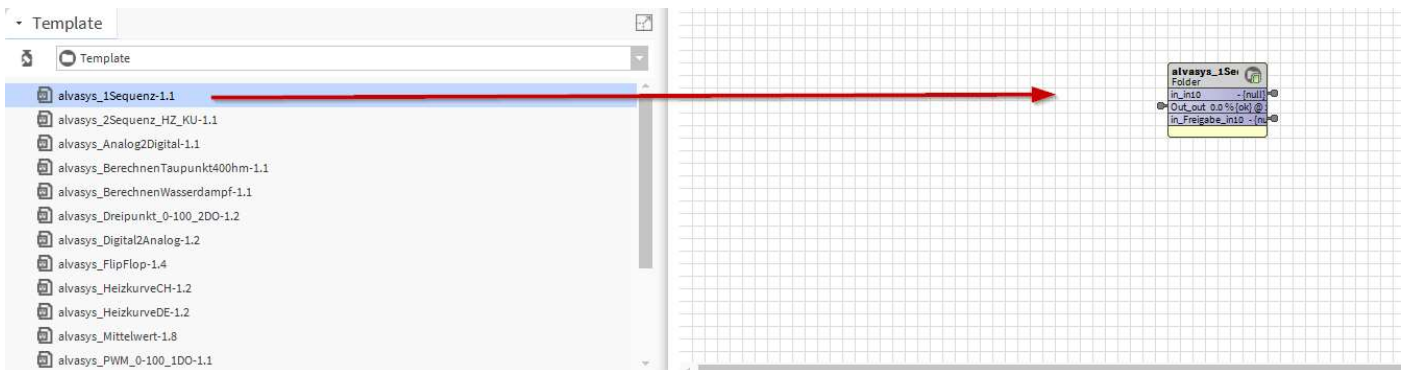 Template
Template
alvasys_1Sequenz-1.1
alvasys_2Sequenz_HZ_KU-1.1
alvasys_Analog2Digital-1.1
alvasys_BerechnenTaupunkt400hm-1.1
alvasys_BerechnenWasserdampf-1.1
alvasys_Dreipunkt_0-100_2DO-1.2
alvasys_Digital2Analog-1.2
alvasys_FlipFlop-1.4
alvasys_HeizkurveCH-1.2
alvasys_HeizkurveDE-1.2
alvasys_Mittelwert-1.8
alvasys_PWM_0-100_1DO-1.1
alvasys_1Se
Folder
in_in10 - {null}
Out_out 0.0 % {ok} @
in_Freigabe_in10 - {nu